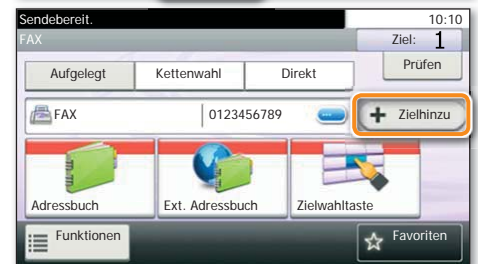 Sendebereit. 10:10
FAX Ziel: 1
Aufgelegt Kettenwahl Direkt Prüfen
FAX 0123456789 + Zielhinzu
Adressbuch Ext. Adressbuch Zielwahltaste
Funktionen Favoriten